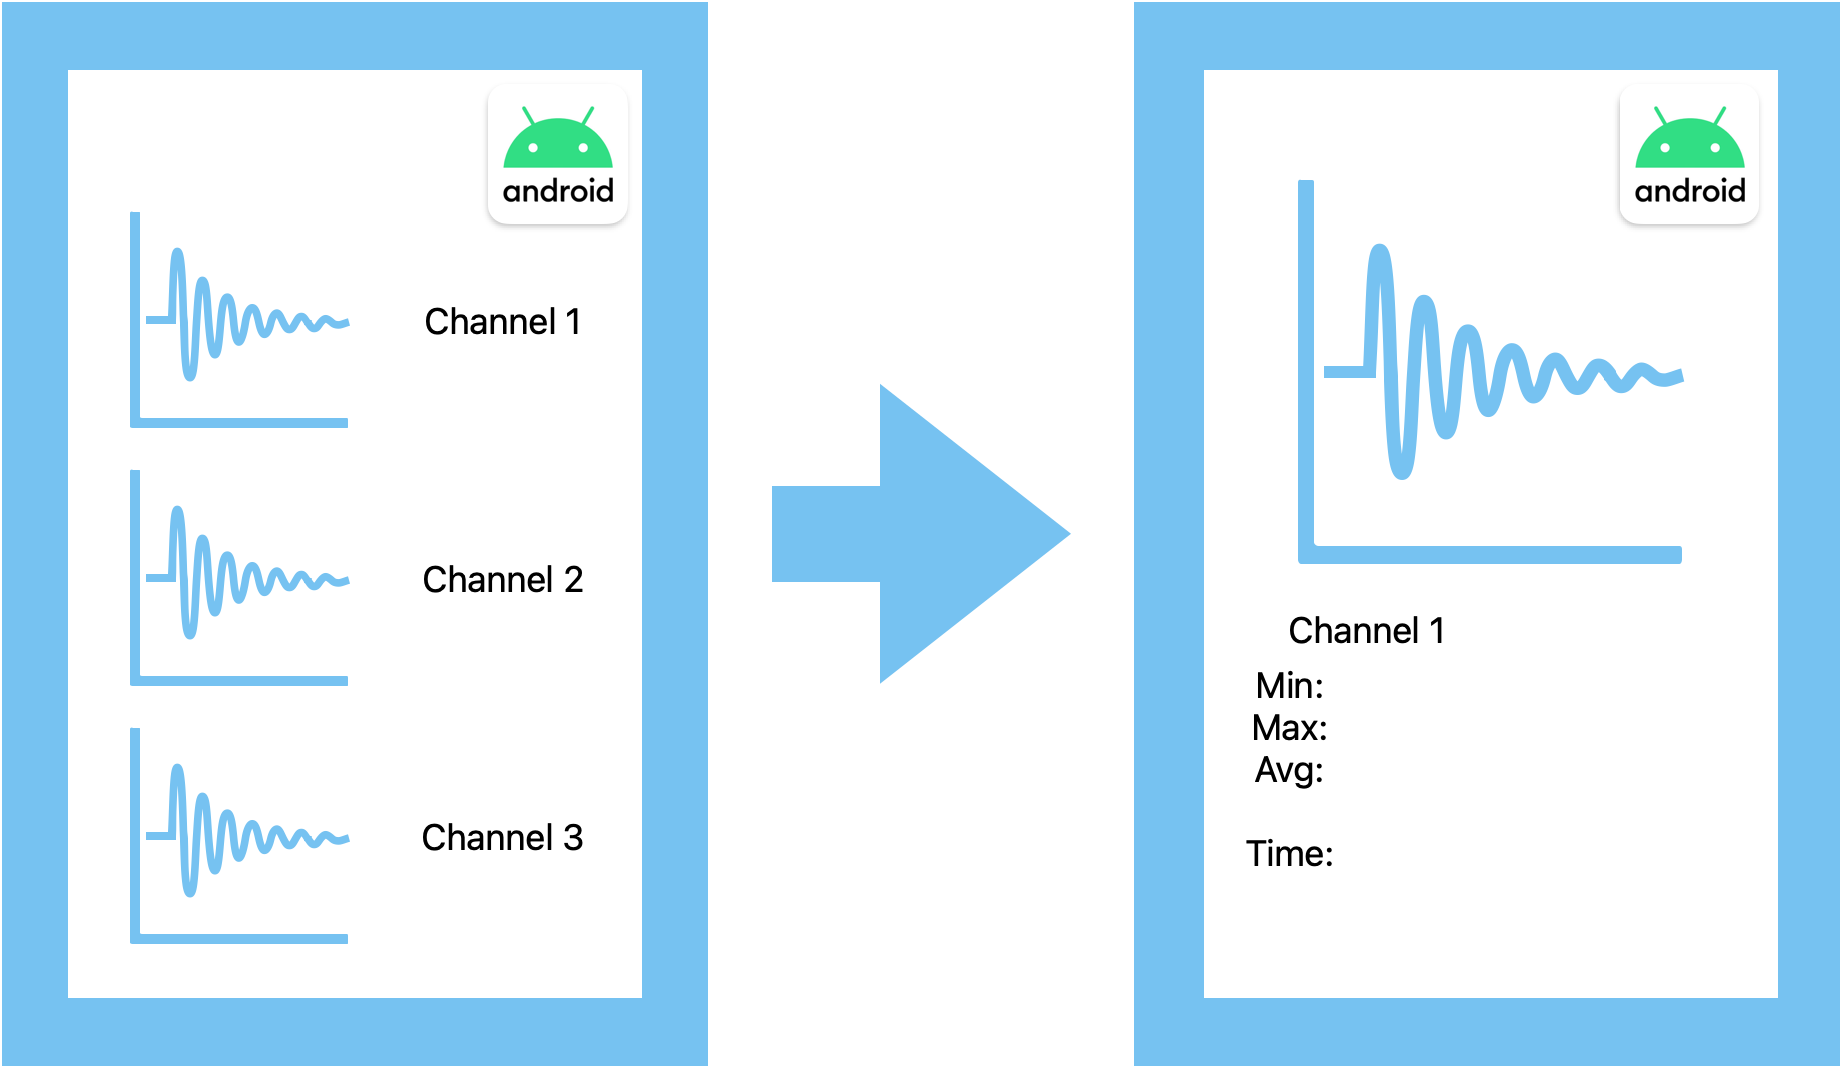 android
Channel 1
Channel 2
Channel 3
android
Channel 1
Min:
Max:
Avg:
Time: